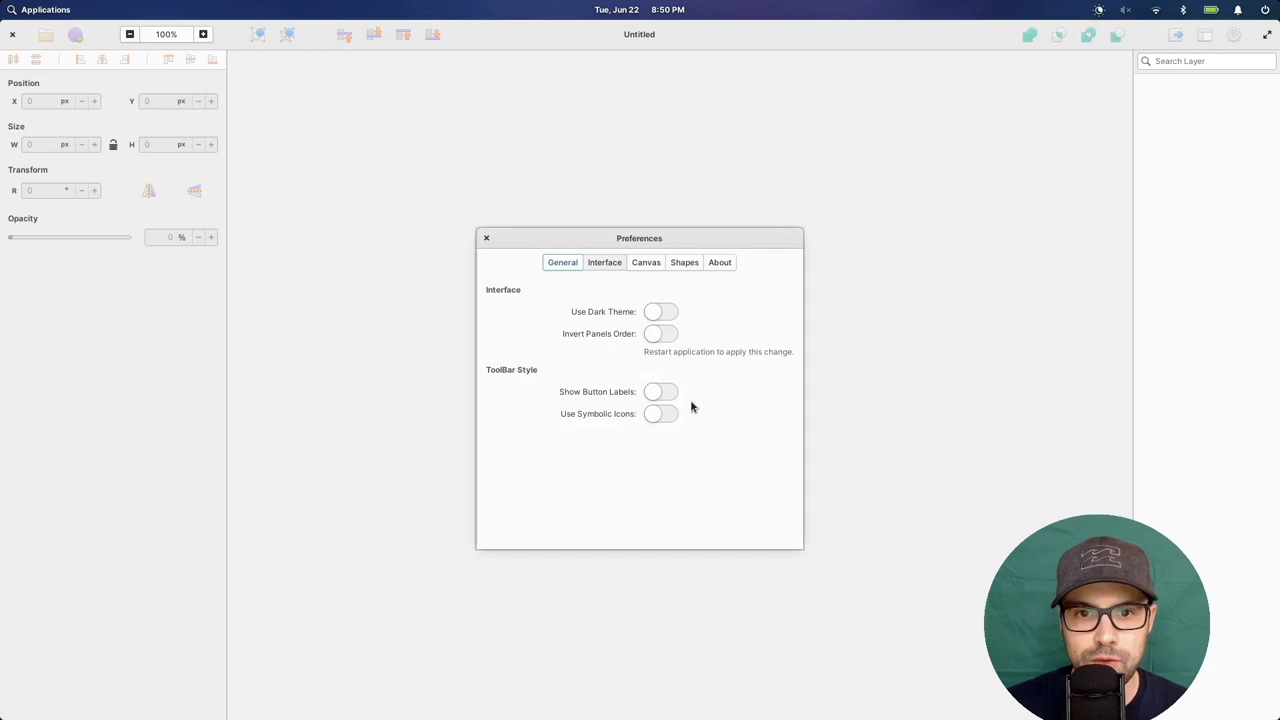 Applications
Tue, Jun 22 8:50 PM
100%
Untitled
Search Layer
Position
X 0 px Y 0 px
Size
W 0 px H 0 px
Transform
R 0 °
Opacity
0 %
Preferences
General Interface Canvas Shapes About
Interface
Use Dark Theme:
Invert Panels Order:
Restart application to apply this change.
ToolBar Style
Show Button Labels:
Use Symbolic Icons: